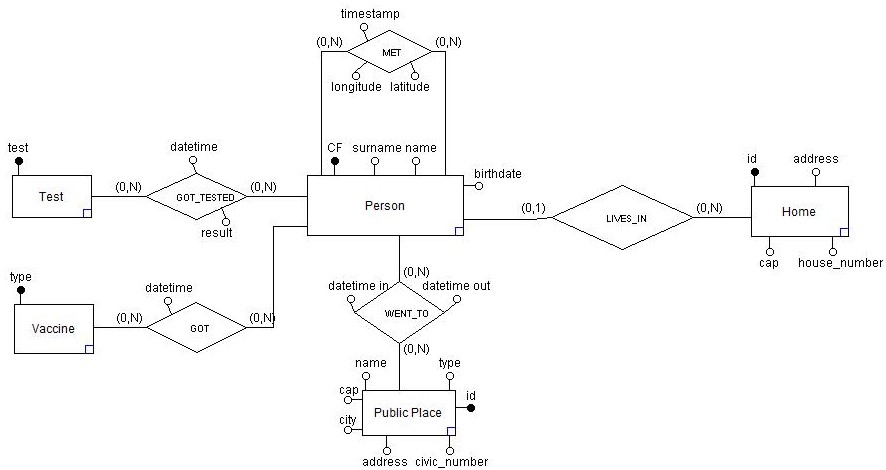 timestamp
(0,N) (0,N)
MET
longitude latitude
datetime
test
CF surname name
id address
birthdate
(0,N) (0,N)
Test
GOT_TESTED
Person
(0,1) (0,N)
LIVES_IN
Home
result
cap house_number
type
datetime
(0,N)
datetime in datetime out
(0,N) (0,N)
Vaccine
GOT
WENT_TO
(0,N)
name type
cap
id
Public Place
city
address civic_number